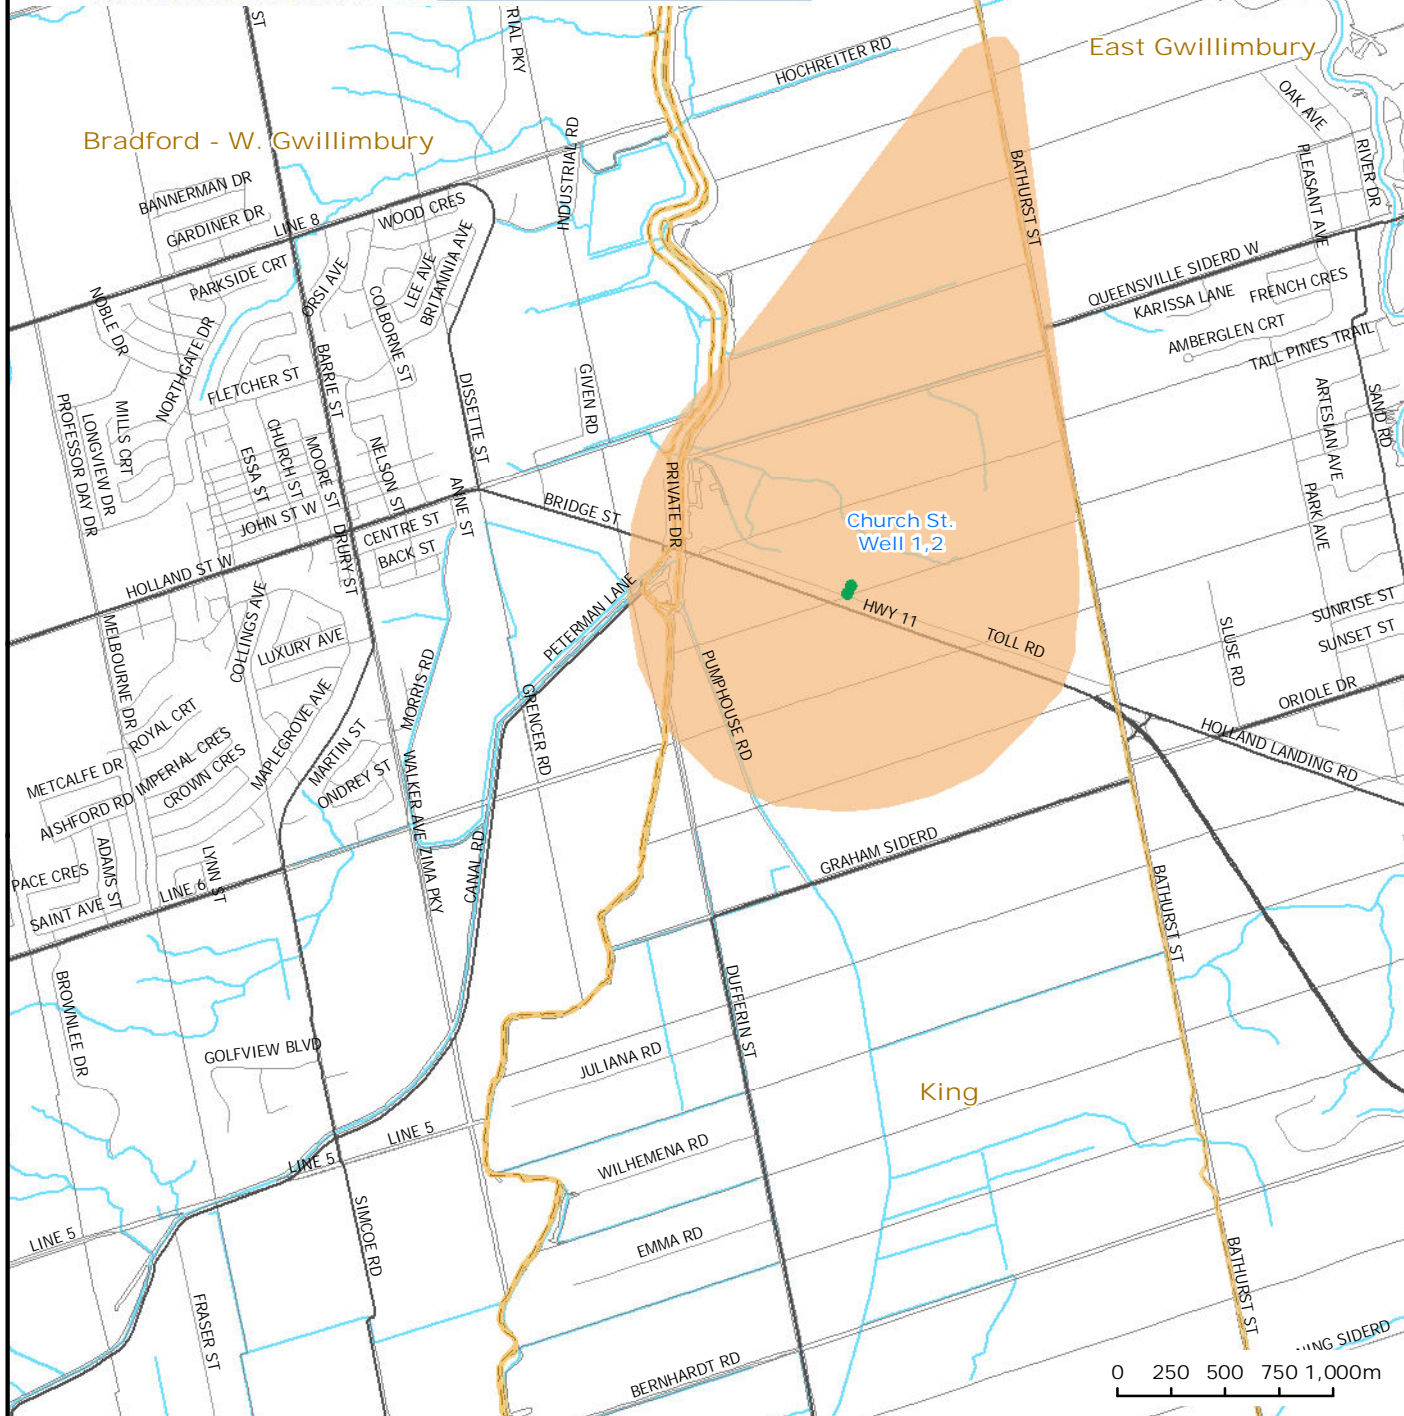 ST
RIAL PKY
HOCHREITER RD
East Gwillimbury
Bradford - W. Gwillimbury
OAK AVE
INDUSTRIAL RD
BATHURST ST
PLEASANT AVE
RIVER DR
BANNERMAN DR
GARDINER DR
LINE 8
WOOD CRES
PARKSIDE CRT
ORSI AVE
LEE AVE
BRITANNIA AVE
COLBORNE ST
QUEENSVILLE SIDERD W
KARISSA LANE
FRENCH CRES
AMBERGLEN CRT
TALL PINES TRAIL
NOBLE DR
NORTHGATE DR
BARRIE ST
FLETCHER ST
DISSETTE ST
GIVEN RD
PROFESSOR DAY DR
LONGVIEW DR
MILLS CRT
CHURCH ST
ESSA ST
MOORE ST
NELSON ST
ARTESIAN AVE
SAND RD
PARK AVE
JOHN ST W
CENTRE ST
ANNE ST
BRIDGE ST
PRIVATE DR
Church St.
Well 1,2
BACK ST
DRURY ST
HOLLAND ST W
COLLINGS AVE
PETERMAN LANE
HWY 11
TOLL RD
SLUSE RD
SUNRISE ST
SUNSET ST
MELBOURNE DR
LUXURY AVE
MORRIS RD
PUMPHOUSE RD
ORIOLE DR
ROYAL CRT
MAPLEGROVE AVE
GRENCER RD
HOLLAND LANDING RD
METCALFE DR
IMPERIAL CRES
MARTIN ST
AISHFORD RD
CROWN CRES
ONDREY ST
WALKER AVE
ZIMA PKY
CANAL RD
GRAHAM SIDERD
PACE CRES
ADAMS ST
LYNN ST
LINE 6
SAINT AVE
BATHURST ST
BROWNLEE DR
DUFFERIN ST
GOLFVIEW BLVD
JULIANA RD
King
LINE 5
LINE 5
WILHEMENA RD
LINE 5
SIMCOE RD
EMMA RD
BATHURST ST
FRASER ST
NING SIDERD
BERNHARDT RD
0 250 500 750 1,000m